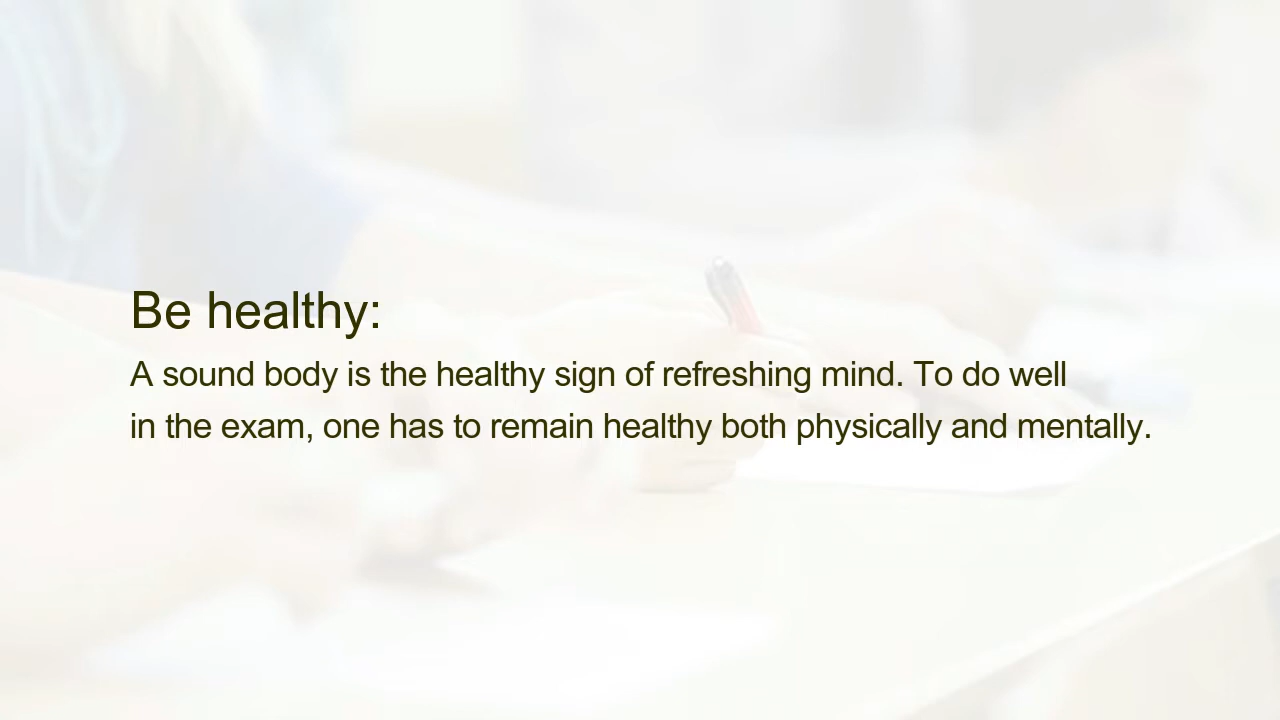 Be healthy:
A sound body is the healthy sign of refreshing mind. To do well
in the exam, one has to remain healthy both physically and mentally.